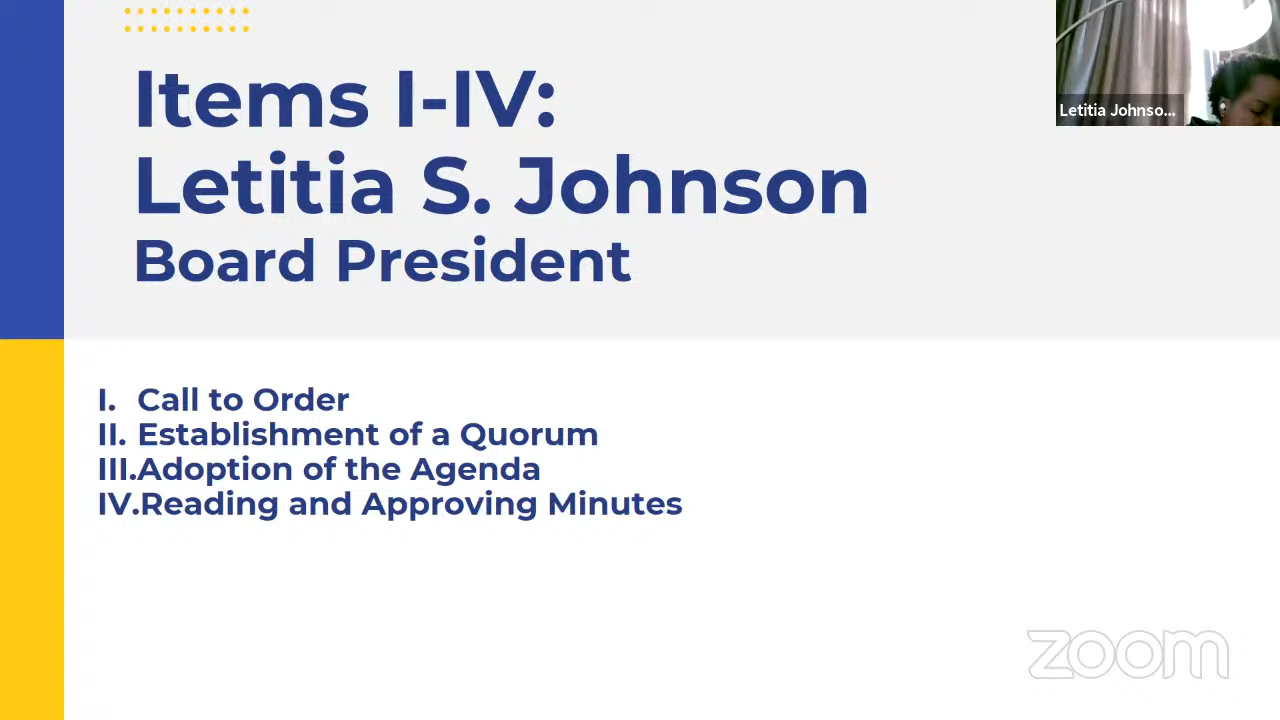 Items I-IV:
Letitia S. Johnson
Board President
Letitia Johnso...
I. Call to Order
II. Establishment of a Quorum
III.Adoption of the Agenda
IV.Reading and Approving Minutes
zoom